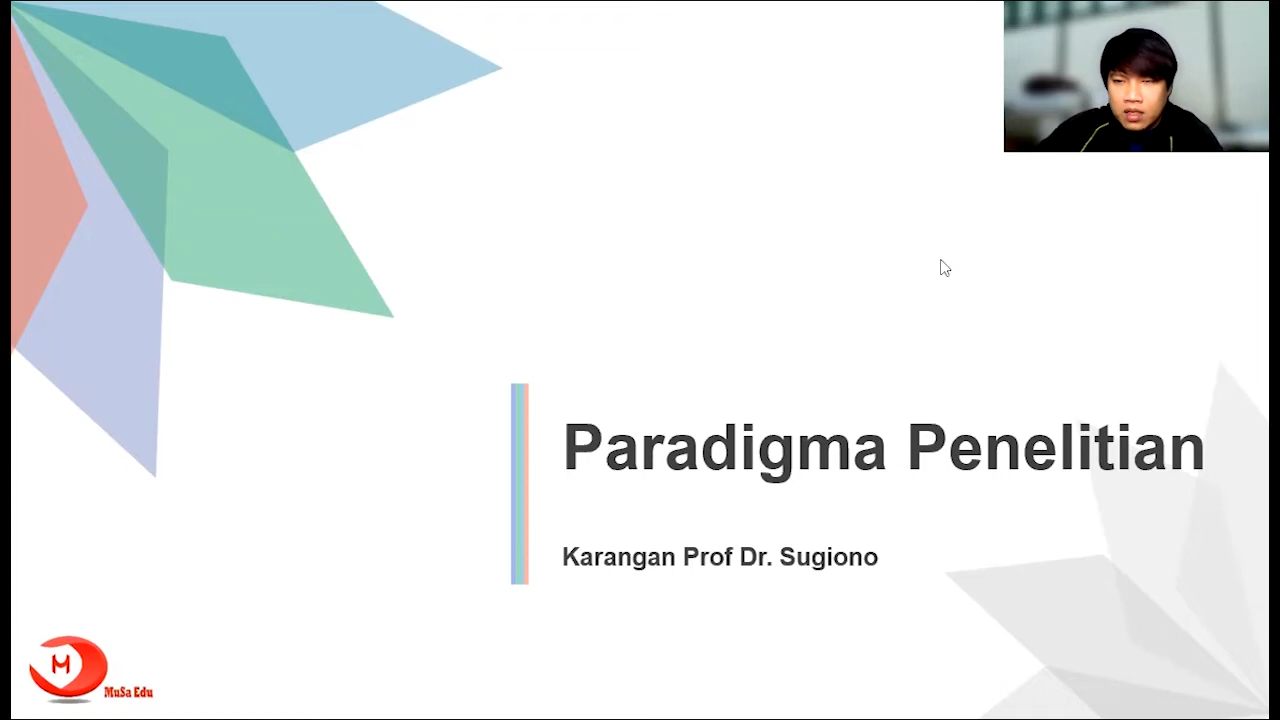 Paradigma Penelitian
Karangan Prof Dr. Sugiono
M
MuSa Edu